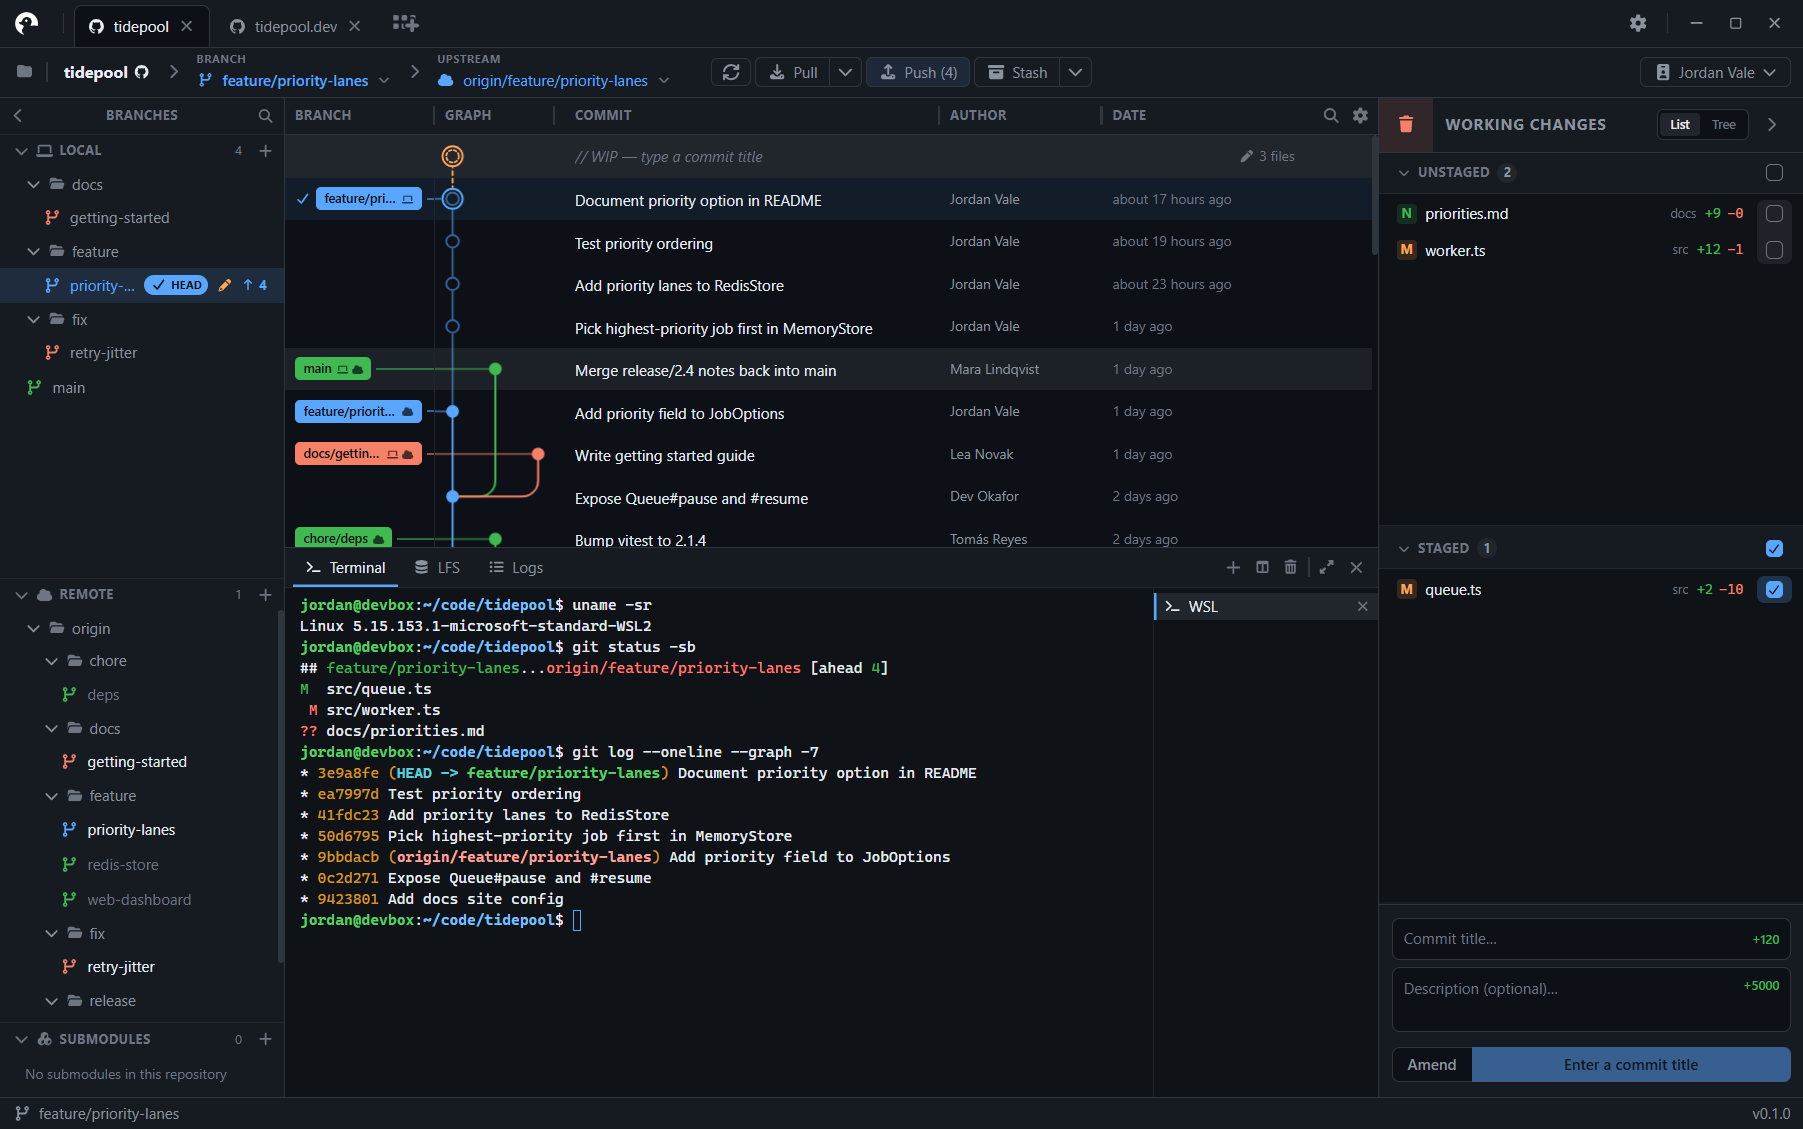 tidepool
tidepool.dev
tidepool
BRANCH
feature/priority-lanes
UPSTREAM
origin/feature/priority-lanes
Pull
Push (4)
Stash
Jordan Vale
BRANCHES
LOCAL 4
docs
getting-started
feature
priority-... HEAD ↑ 4
fix
retry-jitter
main
REMOTE 1
origin
chore
deps
docs
getting-started
feature
priority-lanes
redis-store
web-dashboard
fix
retry-jitter
release
SUBMODULES 0
No submodules in this repository
BRANCH GRAPH COMMIT AUTHOR DATE
// WIP — type a commit title 3 files
feature/pri... Document priority option in README Jordan Vale about 17 hours ago
Test priority ordering Jordan Vale about 19 hours ago
Add priority lanes to RedisStore Jordan Vale about 23 hours ago
Pick highest-priority job first in MemoryStore Jordan Vale 1 day ago
main Merge release/2.4 notes back into main Mara Lindqvist 1 day ago
feature/priorit... Add priority field to JobOptions Jordan Vale 1 day ago
docs/gettin... Write getting started guide Lea Novak 1 day ago
Expose Queue#pause and #resume Dev Okafor 2 days ago
chore/deps Bump vitest to 2.1.4 Tomás Reyes 2 days ago
Terminal LFS Logs
jordan@devbox:~/code/tidepool$ uname -sr
Linux 5.15.153.1-microsoft-standard-WSL2
jordan@devbox:~/code/tidepool$ git status -sb
## feature/priority-lanes...origin/feature/priority-lanes [ahead 4]
M  src/queue.ts
 M src/worker.ts
?? docs/priorities.md
jordan@devbox:~/code/tidepool$ git log --oneline --graph -7
* 3e9a8fe (HEAD -> feature/priority-lanes) Document priority option in README
* ea7997d Test priority ordering
* 41fdc23 Add priority lanes to RedisStore
* 50d6795 Pick highest-priority job first in MemoryStore
* 9bbdacb (origin/feature/priority-lanes) Add priority field to JobOptions
* 0c2d271 Expose Queue#pause and #resume
* 9423801 Add docs site config
jordan@devbox:~/code/tidepool$
WSL
WORKING CHANGES List Tree
UNSTAGED 2
N priorities.md docs +9 −0
M worker.ts src +12 −1
STAGED 1
M queue.ts src +2 −10
Commit title... +120
Description (optional)... +5000
Amend Enter a commit title
feature/priority-lanes
v0.1.0